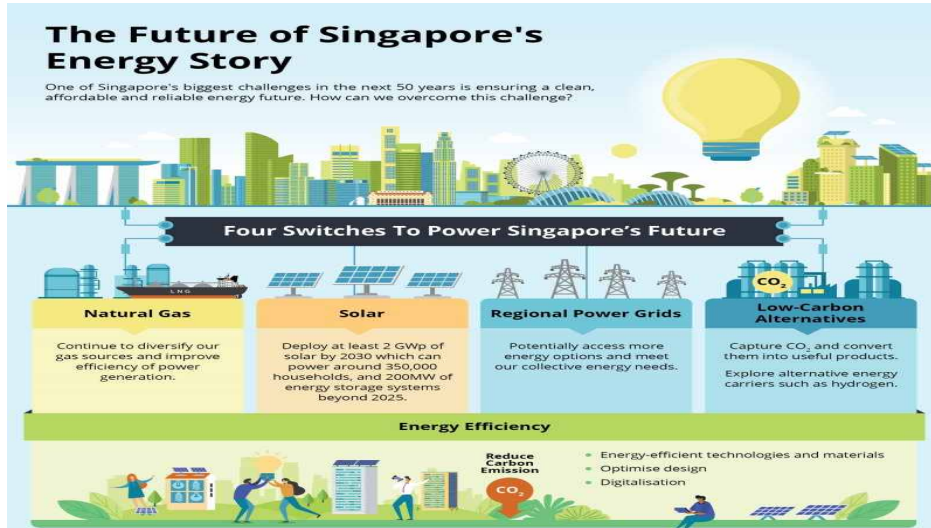 The Future of Singapore's
Energy Story
One of Singapore's biggest challenges in the next 50 years is ensuring a clean,
affordable and reliable energy future. How can we overcome this challenge?
Four Switches To Power Singapore's Future
LNG
Natural Gas
Continue to diversify our
gas sources and improve
efficiency of power
generation.
Solar
Deploy at least 2 GWp of
solar by 2030 which can
power around 350,000
households, and 200MW of
energy storage systems
beyond 2025.
Regional Power Grids
Potentially access more
energy options and meet
our collective energy needs.
CO₂
Low-Carbon
Alternatives
Capture CO₂ and convert
them into useful products.
Explore alternative energy
carriers such as hydrogen.
Energy Efficiency
Reduce
Carbon
Emission
CO₂
• Energy-efficient technologies and materials
• Optimise design
• Digitalisation